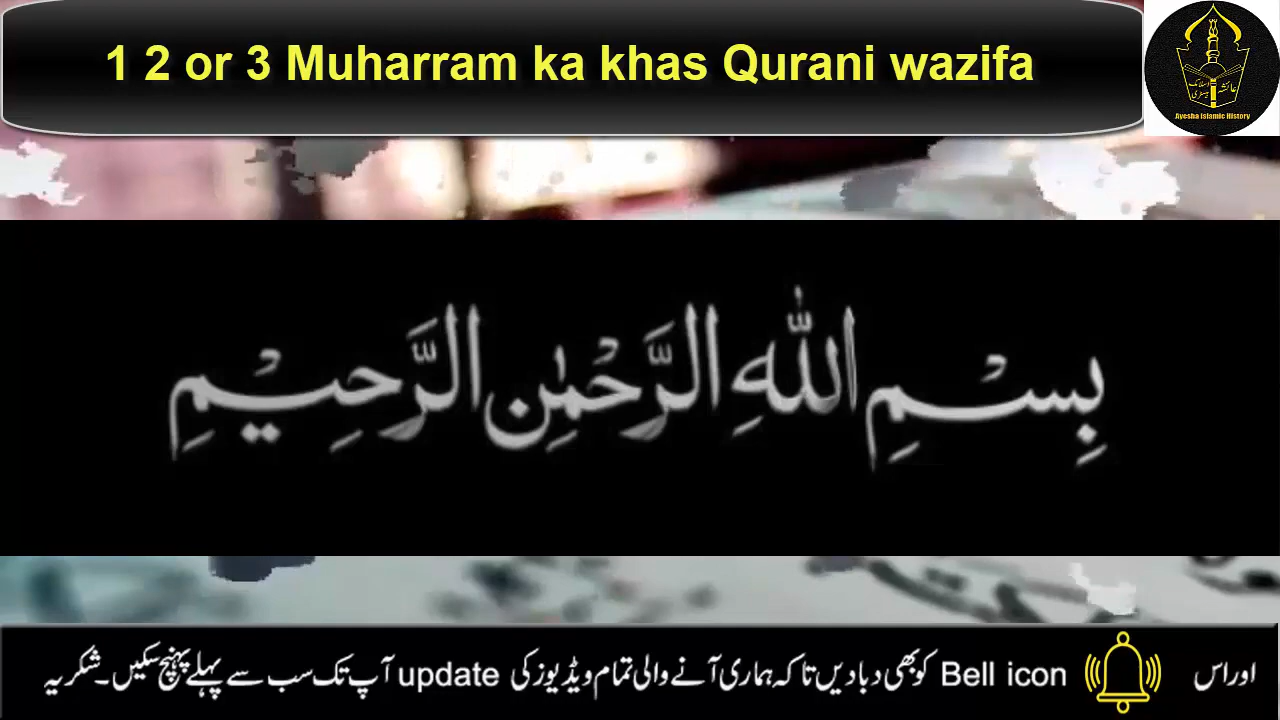 1 2 or 3 Muharram ka khas Qurani wazifa
Ayesha Islamic History
بِسْمِ اللّٰهِ الرَّحْمٰنِ الرَّحِيْمِ
اور اس Bell icon کو بھی دبا دیں تا کہ ہماری آنے والی تمام ویڈیوز کی update آپ تک سب سے پہلے پہنچ سکیں۔ شکریہ